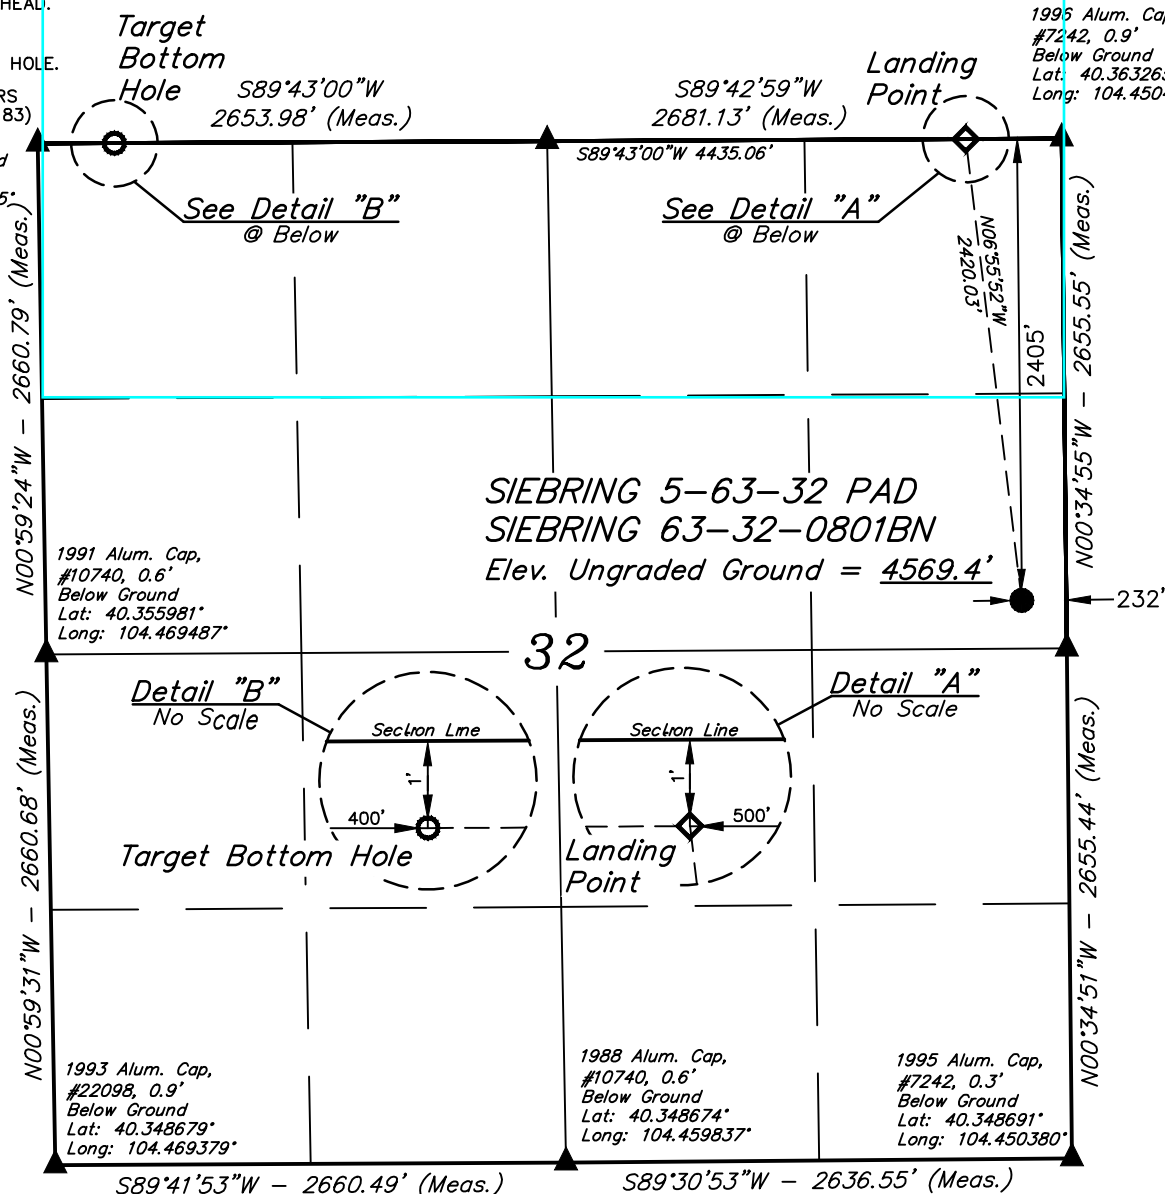 HEAD.
HOLE.
RS
83)
d
5°
Target
Bottom
Hole
S89°43'00"W
2653.98' (Meas.)
S89°42'59"W
2681.13' (Meas.)
Landing
Point
1996 Alum. Ca
#7242, 0.9'
Below Ground
Lat: 40.36326
Long: 104.4504
S89°43'00"W 4435.06'
See Detail "B"
@ Below
See Detail "A"
@ Below
N06°55'52"W
2420.03'
2405'
N00°59'24"W - 2660.79' (Meas.)
N00°34'55"W - 2655.55' (Meas.)
SIEBRING 5-63-32 PAD
SIEBRING 63-32-0801BN
Elev. Ungraded Ground = 4569.4'
232'
1991 Alum. Cap,
#10740, 0.6'
Below Ground
Lat: 40.355981°
Long: 104.469487°
32
Detail "B"
No Scale
Section Line
1'
400'
Target Bottom Hole
Detail "A"
No Scale
Section Line
1'
500'
Landing
Point
N00°59'31"W - 2660.68' (Meas.)
N00°34'51"W - 2655.44' (Meas.)
1993 Alum. Cap,
#22098, 0.9'
Below Ground
Lat: 40.348679°
Long: 104.469379°
1988 Alum. Cap,
#10740, 0.6'
Below Ground
Lat: 40.348674°
Long: 104.459837°
1995 Alum. Cap,
#7242, 0.3'
Below Ground
Lat: 40.348691°
Long: 104.450380°
S89°41'53"W - 2660.49' (Meas.)
S89°30'53"W - 2636.55' (Meas.)